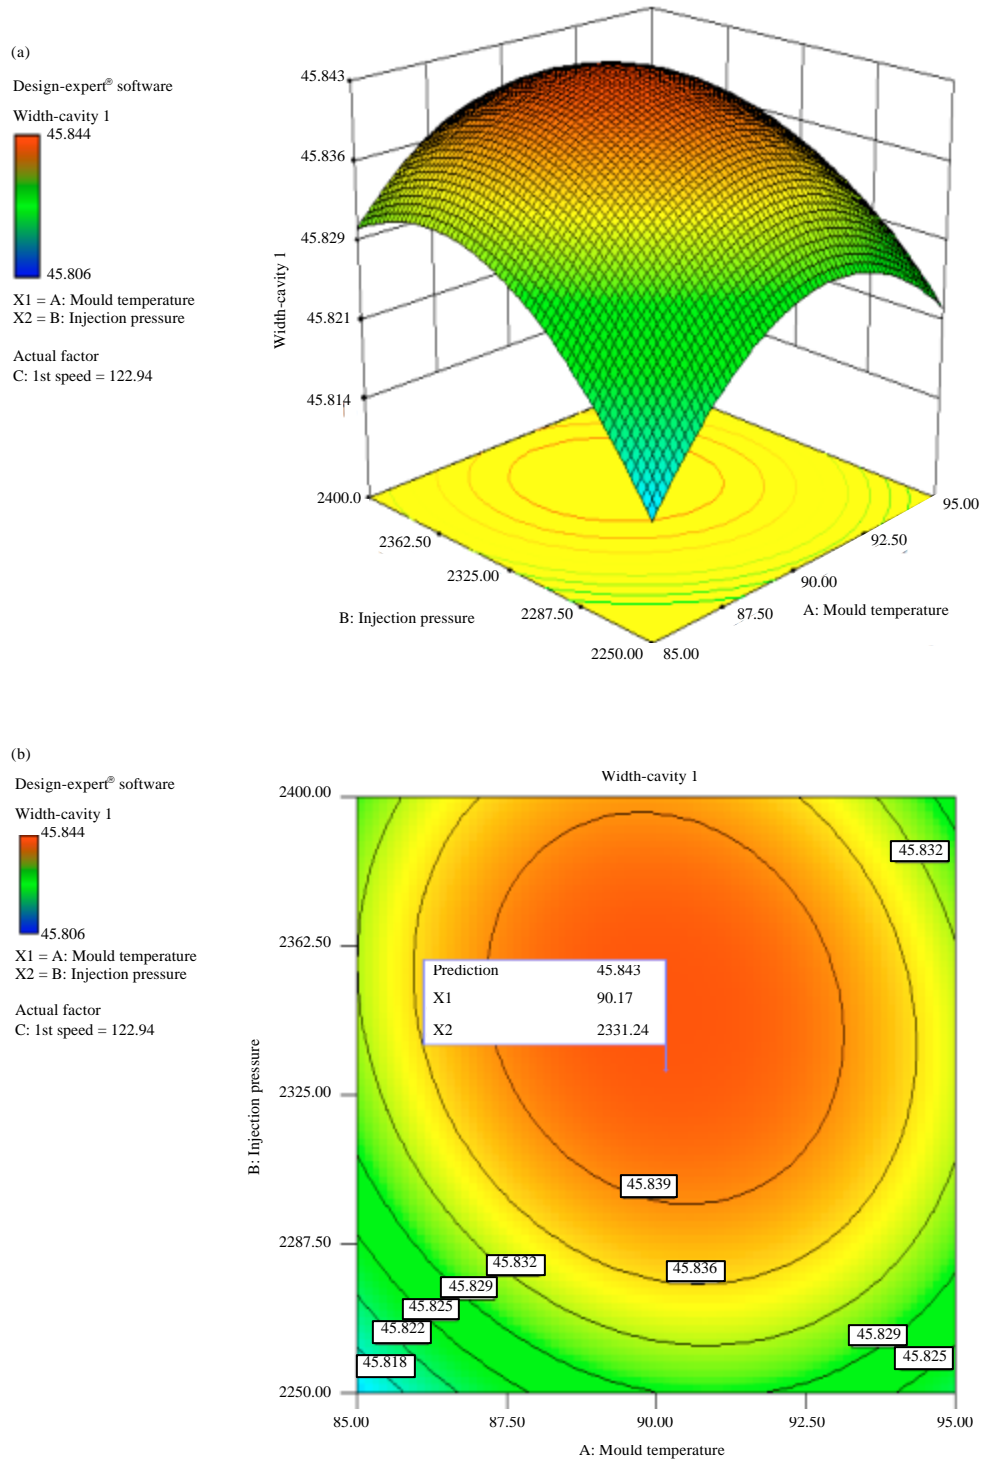 (a)
Design-expert® software
Width-cavity 1
45.844
45.806
X1 = A: Mould temperature
X2 = B: Injection pressure
Actual factor
C: 1st speed = 122.94
Width-cavity 1
45.843
45.836
45.829
45.821
45.814
2400.0
2362.50
2325.00
2287.50
2250.00
B: Injection pressure
85.00
87.50
90.00
92.50
95.00
A: Mould temperature
(b)
Design-expert® software
Width-cavity 1
45.844
45.806
X1 = A: Mould temperature
X2 = B: Injection pressure
Actual factor
C: 1st speed = 122.94
Width-cavity 1
B: Injection pressure
2400.00
2362.50
2325.00
2287.50
2250.00
45.832
Prediction 45.843
X1 90.17
X2 2331.24
45.839
45.836
45.832
45.829
45.825
45.822
45.818
45.829
45.825
85.00
87.50
90.00
92.50
95.00
A: Mould temperature